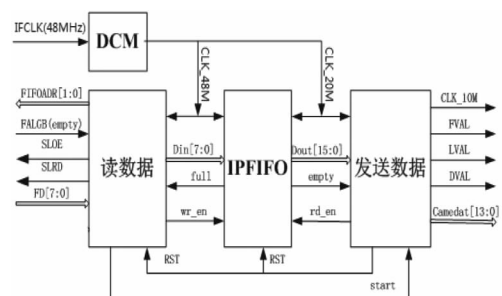 IFCLK(48MHz)
DCM
CLK_48M
CLK_20M
FIFOADR[1:0]
FALGB(empty)
SLOE
SLRD
FD[7:0]
读数据
Din[7:0]
full
wr_en
IPFIFO
Dout[15:0]
empty
rd_en
发送数据
CLK_10M
FVAL
LVAL
DVAL
Camedat[13:0]
RST
RST
start